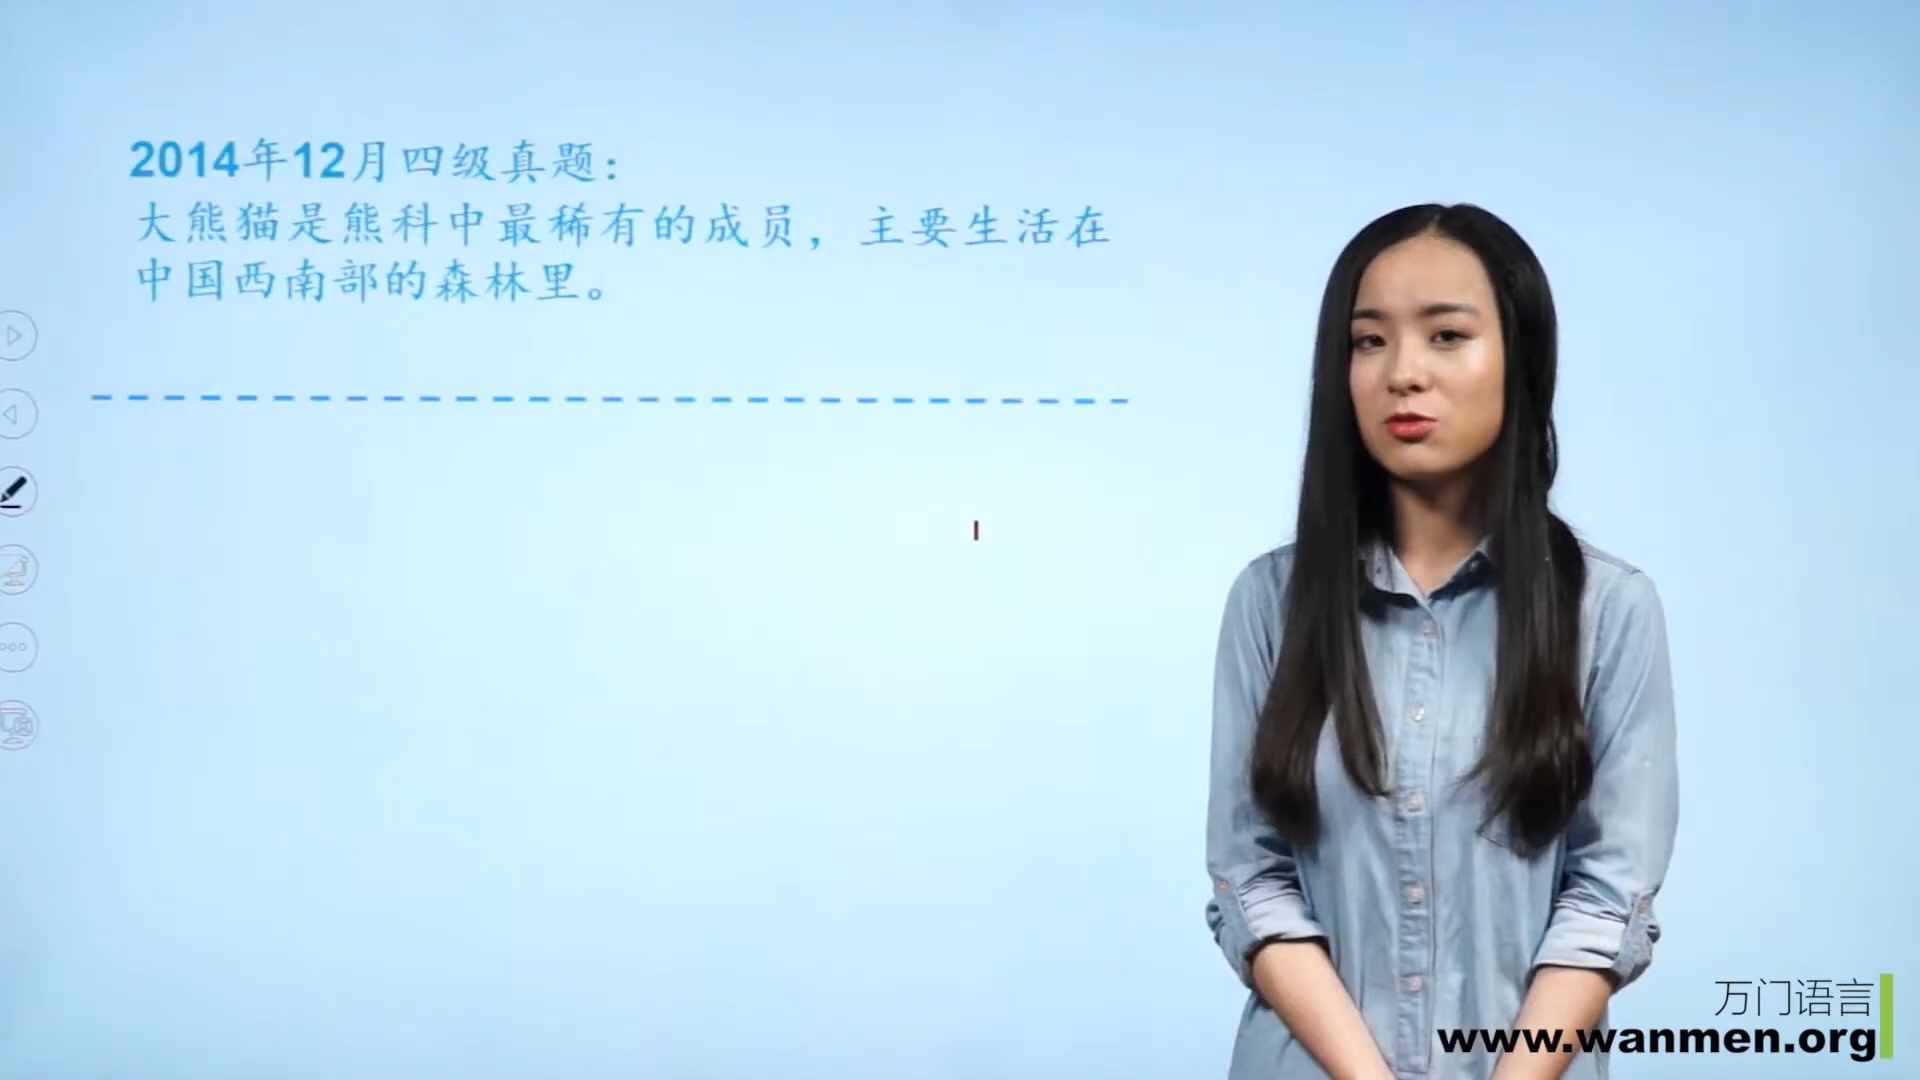 2014年12月四级真题：
大熊猫是熊科中最稀有的成员，主要生活在
中国西南部的森林里。
万门语言
www.wanmen.org